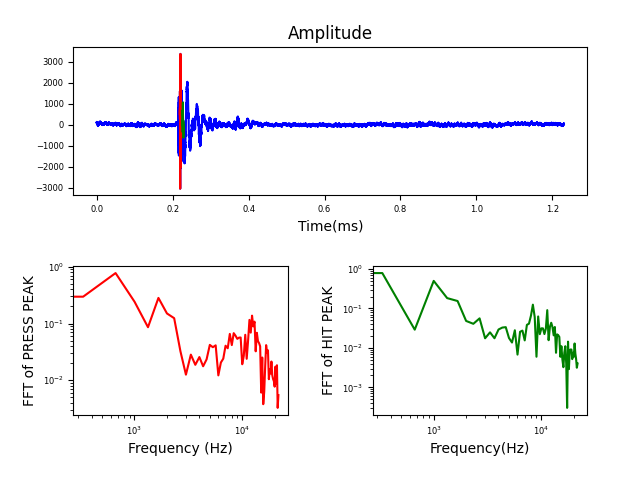 Amplitude
3000
2000
1000
0
−1000
−2000
−3000
0.0 0.2 0.4 0.6 0.8 1.0 1.2
Time(ms)
FFT of PRESS PEAK
10⁰
10⁻¹
10⁻²
10³ 10⁴
Frequency (Hz)
FFT of HIT PEAK
10⁰
10⁻¹
10⁻²
10⁻³
10³ 10⁴
Frequency(Hz)